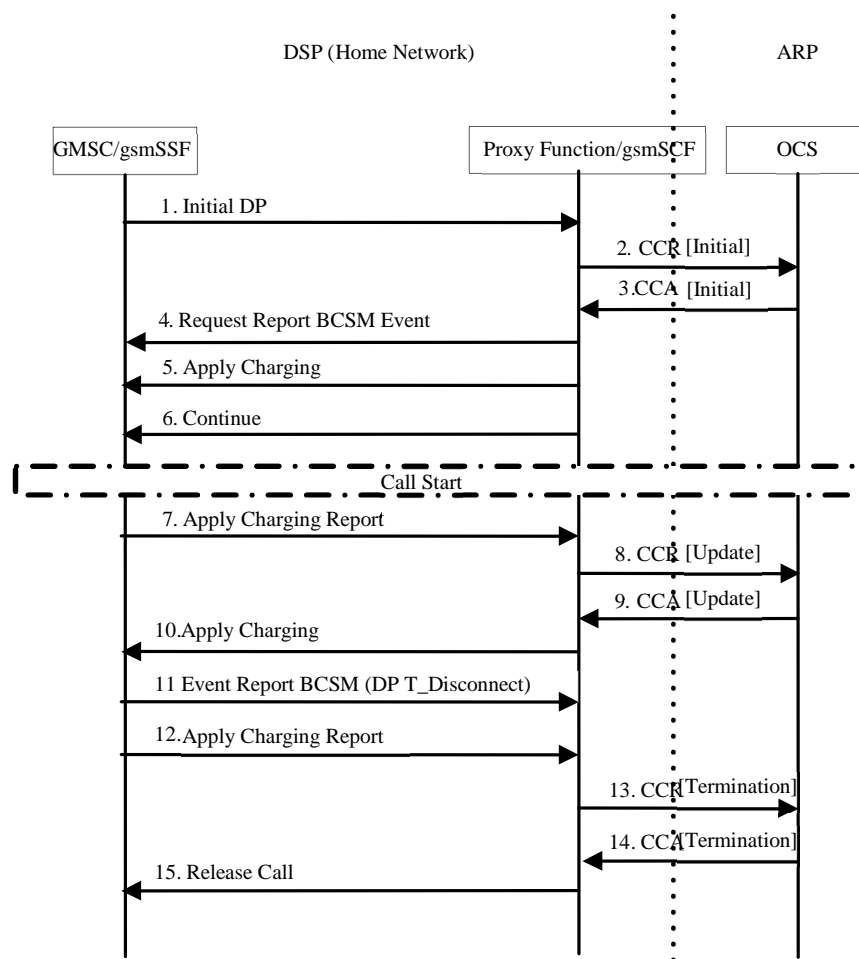 DSP (Home Network) ARP
GMSC/gsmSSF Proxy Function/gsmSCF OCS
1. Initial DP
2. CCR [Initial]
3.CCA [Initial]
4. Request Report BCSM Event
5. Apply Charging
6. Continue
Call Start
7. Apply Charging Report
8. CCR [Update]
9. CCA [Update]
10.Apply Charging
11 Event Report BCSM (DP T_Disconnect)
12.Apply Charging Report
13. CCR[Termination]
14. CCA[Termination]
15. Release Call